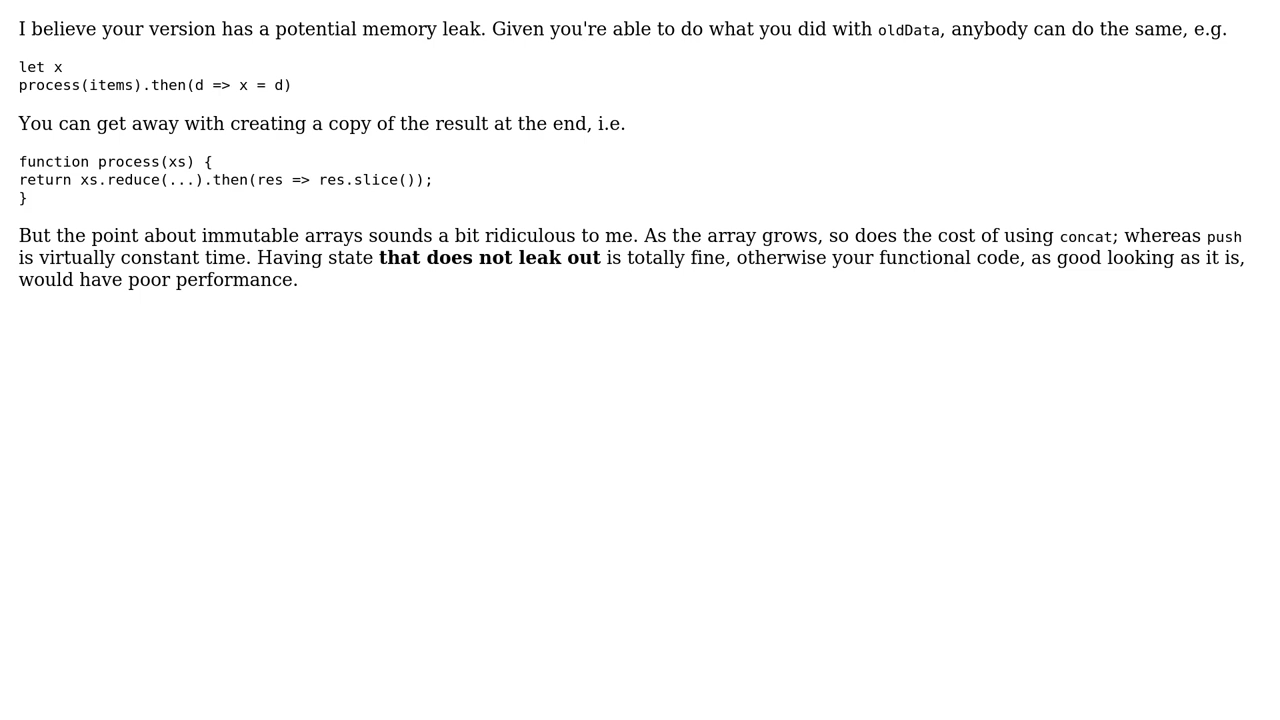 I believe your version has a potential memory leak. Given you're able to do what you did with oldData, anybody can do the same, e.g.
let x
process(items).then(d => x = d)
You can get away with creating a copy of the result at the end, i.e.
function process(xs) {
return xs.reduce(...).then(res => res.slice());
}
But the point about immutable arrays sounds a bit ridiculous to me. As the array grows, so does the cost of using concat; whereas push
is virtually constant time. Having state that does not leak out is totally fine, otherwise your functional code, as good looking as it is,
would have poor performance.